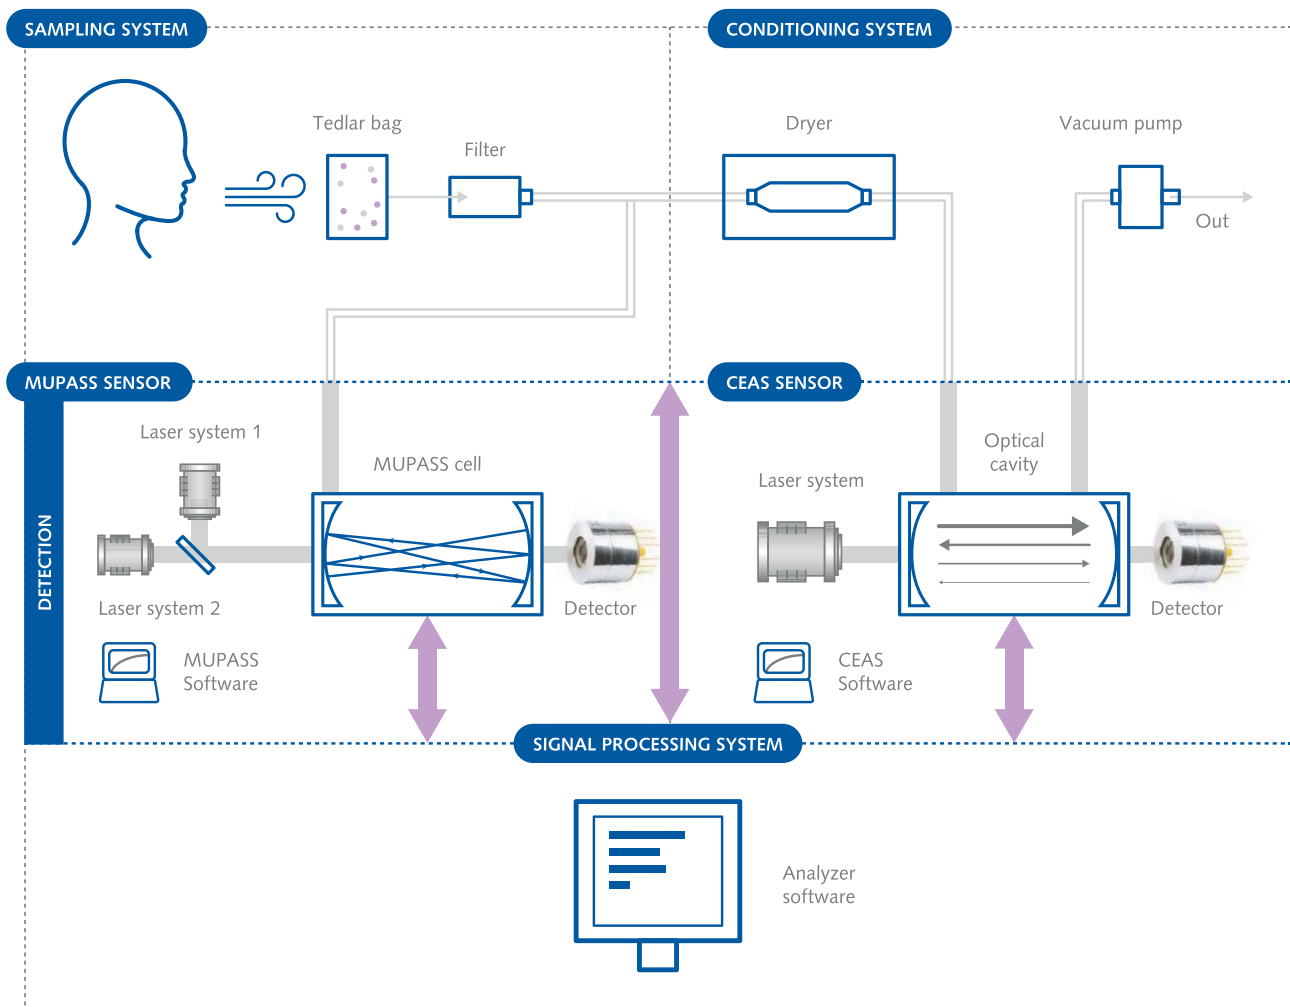 SAMPLING SYSTEM
CONDITIONING SYSTEM
Tedlar bag
Filter
Dryer
Vacuum pump
Out
MUPASS SENSOR
CEAS SENSOR
DETECTION
Laser system 1
MUPASS cell
Laser system 2
Detector
MUPASS
Software
Laser system
Optical
cavity
Detector
CEAS
Software
SIGNAL PROCESSING SYSTEM
Analyzer
software